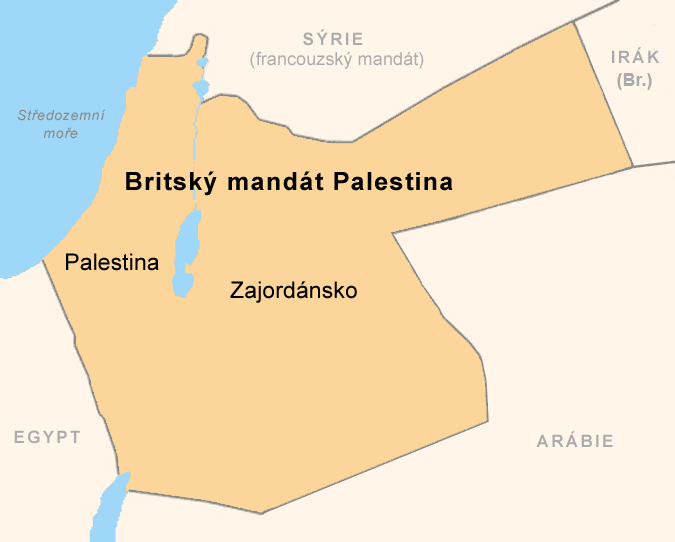 SÝRIE
(francouzský mandát)
IRÁK
(Br.)
Středozemní
moře
Britský mandát Palestina
Palestina
Zajordánsko
EGYPT
ARÁBIE